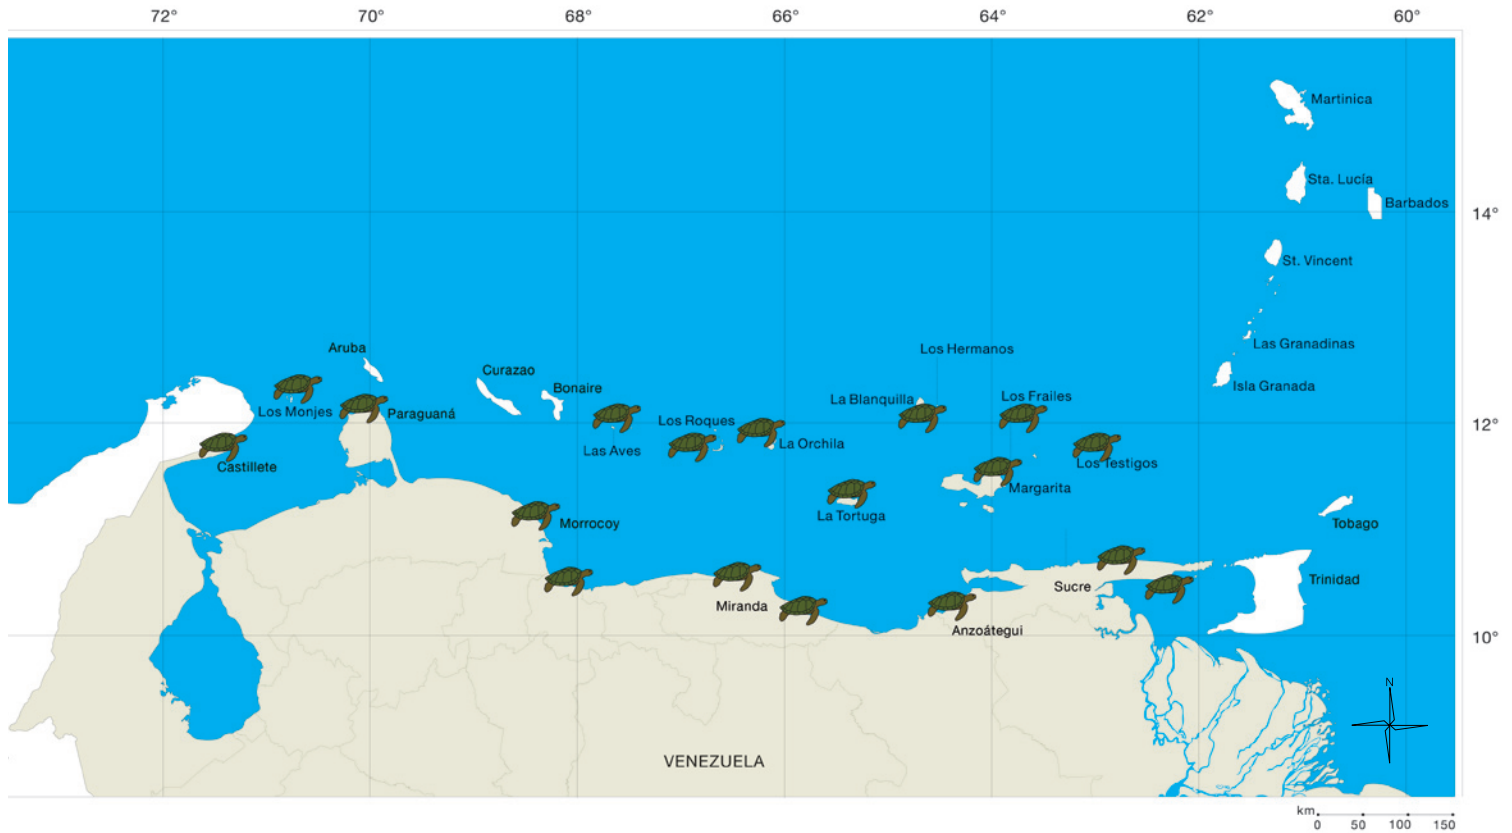 72° 70° 68° 66° 64° 62° 60°
Martinica
Sta. Lucía
Barbados
14°
St. Vincent
Las Granadinas
Aruba
Los Hermanos
Curazao
Bonaire
Isla Granada
Los Monjes
Paraguaná
La Blanquilla
Los Frailes
12°
Los Roques
La Orchila
Las Aves
Castillete
Los Testigos
Margarita
La Tortuga
Morrocoy
Tobago
Trinidad
Sucre
Miranda
Anzoátegui
10°
N
VENEZUELA
km
0 50 100 150